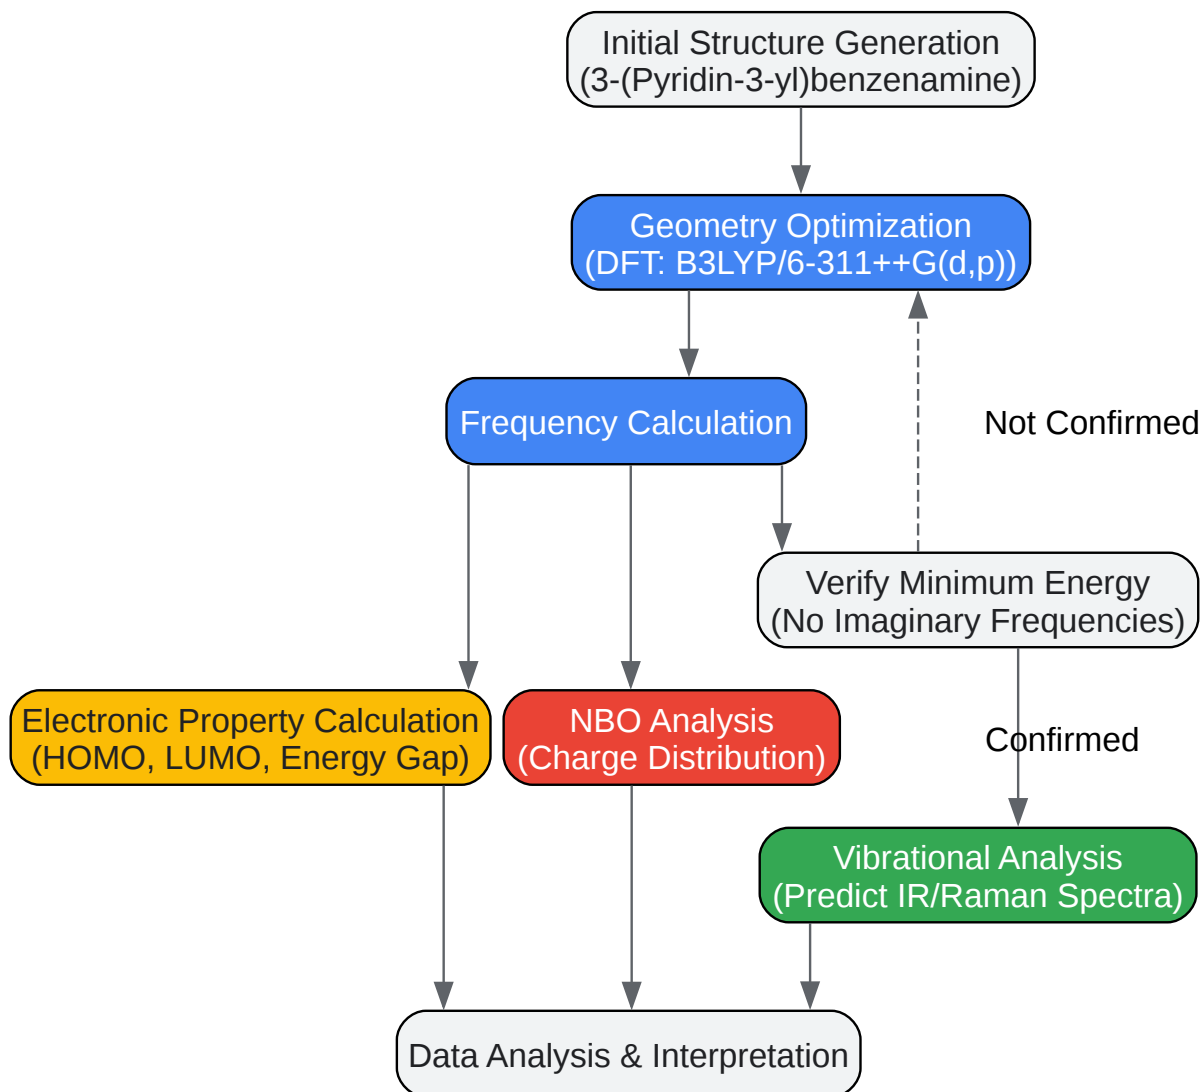 Initial Structure Generation
(3-(Pyridin-3-yl)benzenamine)
Geometry Optimization
(DFT: B3LYP/6-311++G(d,p))
Frequency Calculation
Not Confirmed
Verify Minimum Energy
(No Imaginary Frequencies)
Electronic Property Calculation
(HOMO, LUMO, Energy Gap)
NBO Analysis
(Charge Distribution)
Confirmed
Vibrational Analysis
(Predict IR/Raman Spectra)
Data Analysis & Interpretation